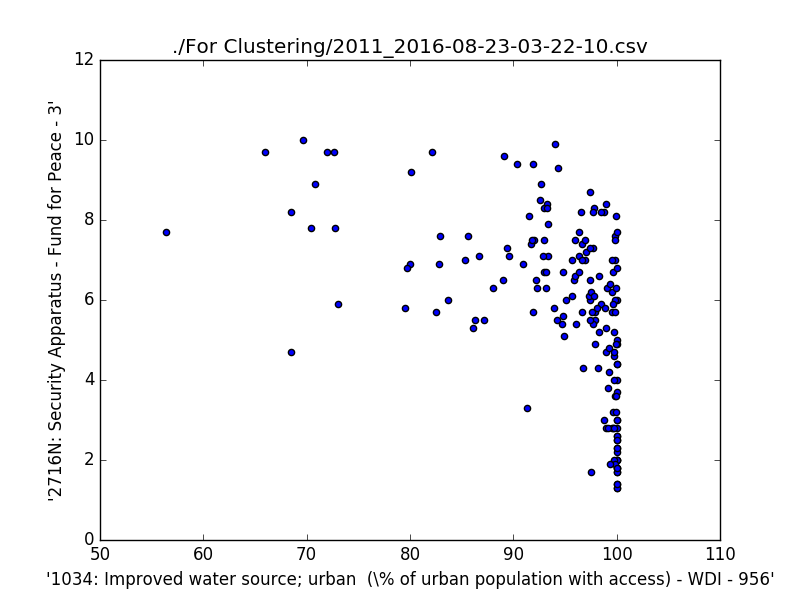 ./For Clustering/2011_2016-08-23-03-22-10.csv
'2716N: Security Apparatus - Fund for Peace - 3'
12
10
8
6
4
2
0
50 60 70 80 90 100 110
'1034: Improved water source; urban  (\% of urban population with access) - WDI - 956'